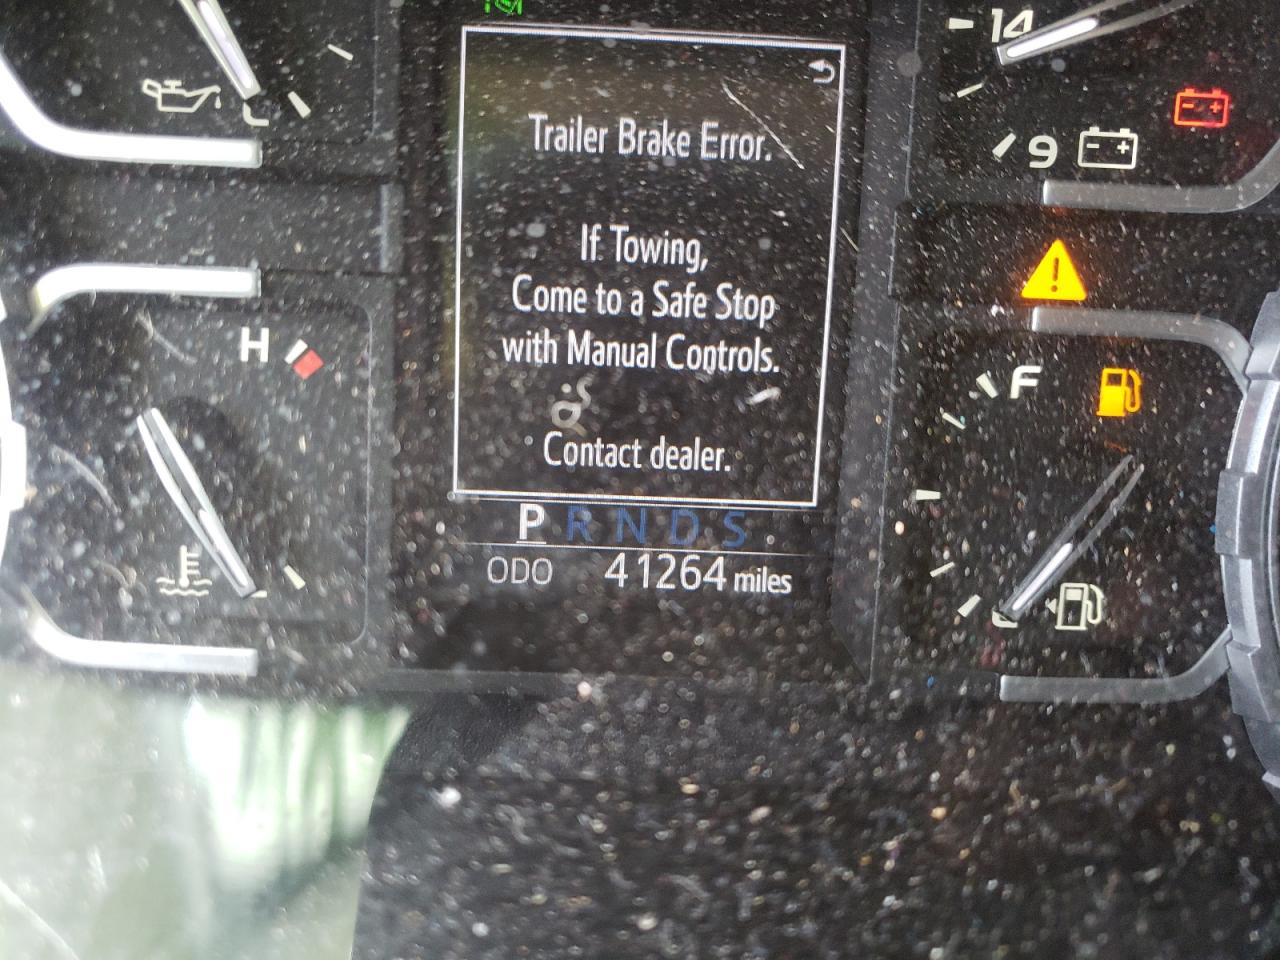 14
9
Trailer Brake Error.
If Towing,
Come to a Safe Stop
with Manual Controls.
Contact dealer.
H
F
P R N D S
ODO 41264 miles